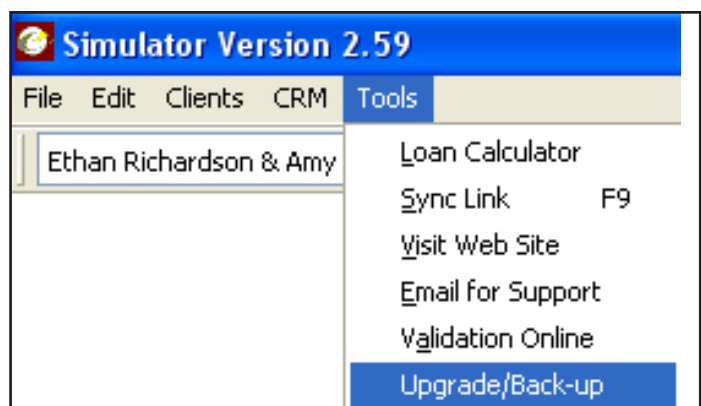 Simulator Version 2.59
File Edit Clients CRM Tools
Ethan Richardson & Amy
Loan Calculator
Sync Link F9
Visit Web Site
Email for Support
Validation Online
Upgrade/Back-up